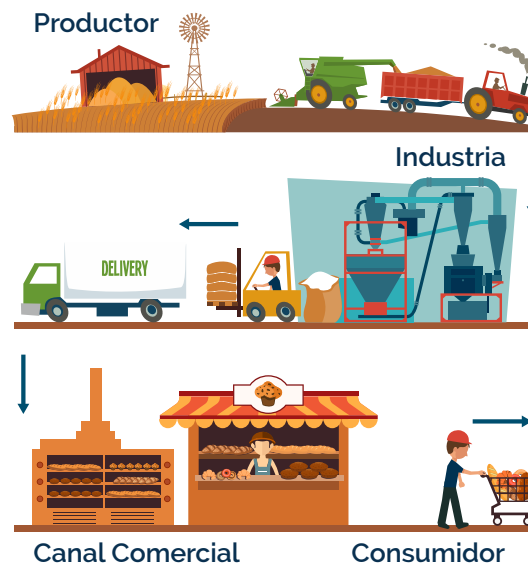 Productor
Industria
DELIVERY
Canal Comercial
Consumidor